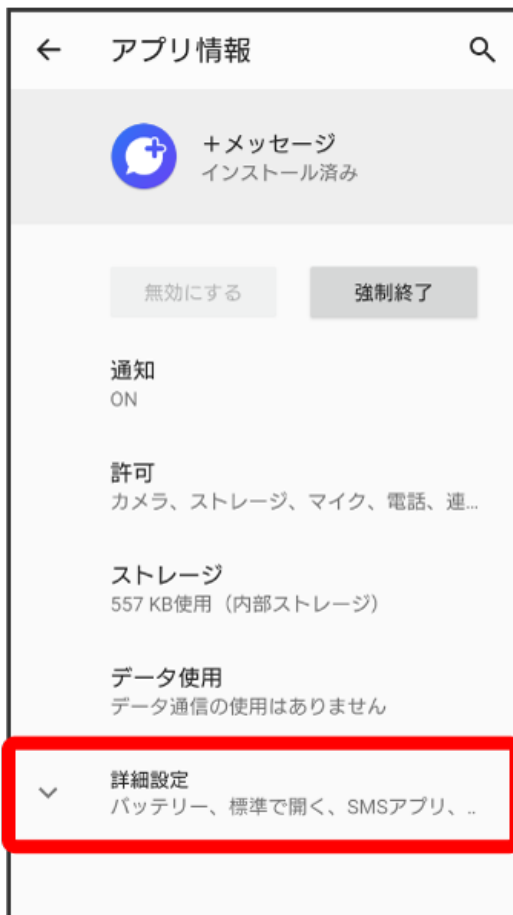 アプリ情報
＋メッセージ
インストール済み
無効にする
強制終了
通知
ON
許可
カメラ、ストレージ、マイク、電話、連...
ストレージ
557 KB使用（内部ストレージ）
データ使用
データ通信の使用はありません
詳細設定
バッテリー、標準で開く、SMSアプリ、..